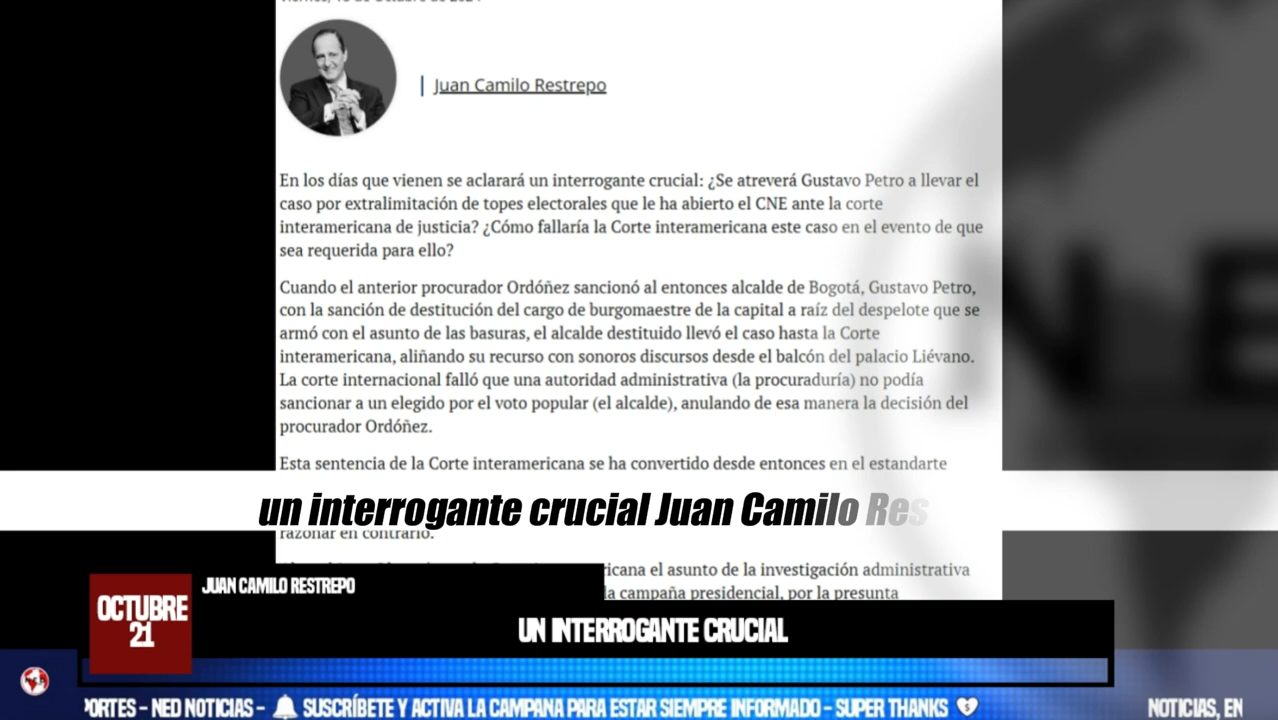 Juan Camilo Restrepo
En los días que vienen se aclarará un interrogante crucial: ¿Se atreverá Gustavo Petro a llevar el
caso por extralimitación de topes electorales que le ha abierto el CNE ante la corte
interamericana de justicia? ¿Cómo fallaría la Corte interamericana este caso en el evento de que
sea requerida para ello?
Cuando el anterior procurador Ordóñez sancionó al entonces alcalde de Bogotá, Gustavo Petro,
con la sanción de destitución del cargo de burgomaestre de la capital a raíz del despelote que se
armó con el asunto de las basuras, el alcalde destituido llevó el caso hasta la Corte
interamericana, aliñando su recurso con sonoros discursos desde el balcón del palacio Liévano.
La corte internacional falló que una autoridad administrativa (la procuraduría) no podía
sancionar a un elegido por el voto popular (el alcalde), anulando de esa manera la decisión del
procurador Ordóñez.
Esta sentencia de la Corte interamericana se ha convertido desde entonces en el estandarte
un interrogante crucial Juan Camilo Res
razonar en contrario.
ricana el asunto de la investigación administrativa
la campaña presidencial, por la presunta
JUAN CAMILO RESTREPO
OCTUBRE
21
UN INTERROGANTE CRUCIAL
PORTES - NED NOTICIAS - SUSCRÍBETE Y ACTIVA LA CAMPANA PARA ESTAR SIEMPRE INFORMADO - SUPER THANKS NOTICIAS, EN